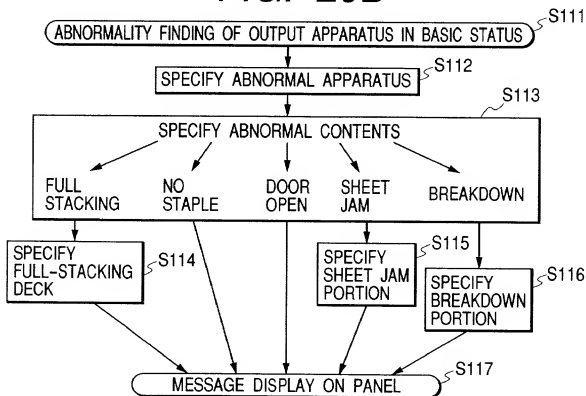 ABNORMALITY FINDING OF OUTPUT APPARATUS IN BASIC STATUS
S111
SPECIFY ABNORMAL APPARATUS
S112
S113
SPECIFY ABNORMAL CONTENTS
FULL
STACKING
NO
STAPLE
DOOR
OPEN
SHEET
JAM
BREAKDOWN
SPECIFY
FULL-STACKING
DECK
S114
SPECIFY
SHEET JAM
PORTION
S115
SPECIFY
BREAKDOWN
PORTION
S116
MESSAGE DISPLAY ON PANEL
S117